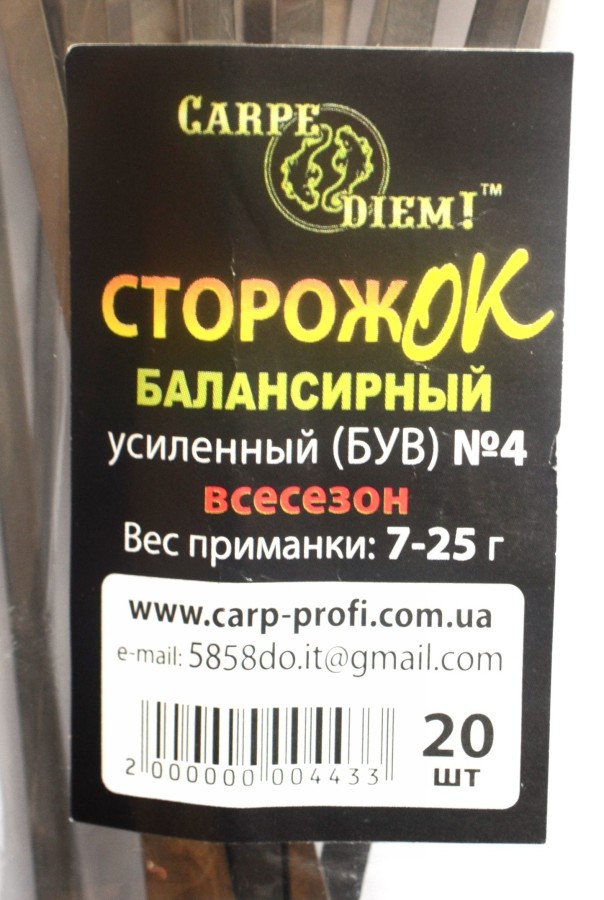 CARPE
DIEM!™
СТОРОЖОК
БАЛАНСИРНЫЙ
усиленный (БУВ) №4
всесезон
Вес приманки: 7-25 г
www.carp-profi.com.ua
e-mail: 5858do.it@gmail.com
20
шт
2 000000 004433